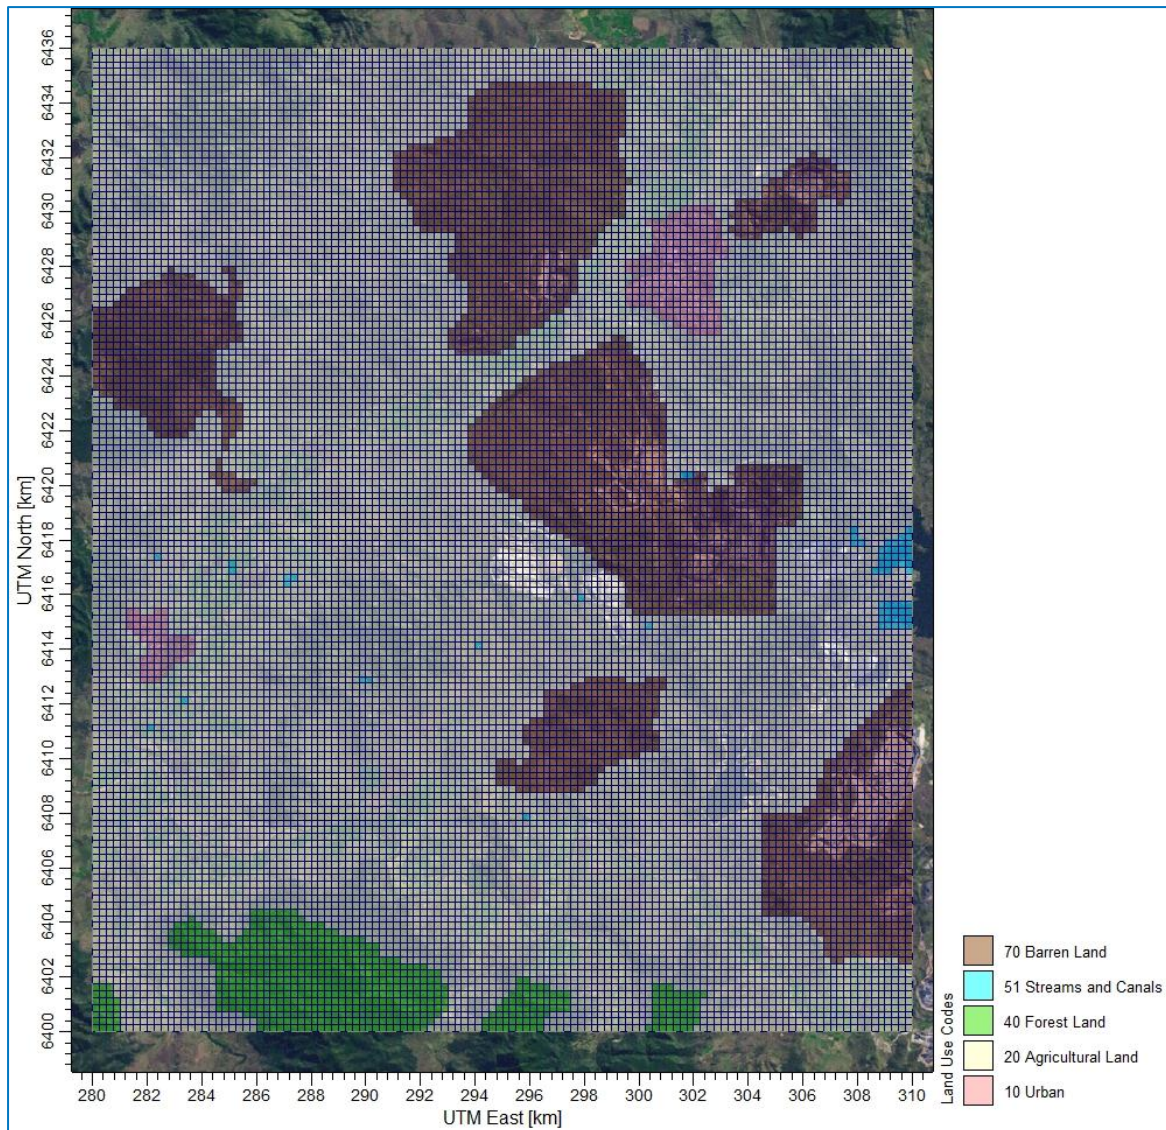 6436
6434
6432
6430
6428
6426
6424
6422
6420
6418
6416
6414
6412
6410
6408
6406
6404
6402
6400
UTM North [km]
280 282 284 286 288 290 292 294 296 298 300 302 304 306 308 310
UTM East [km]
Land Use Codes
70 Barren Land
51 Streams and Canals
40 Forest Land
20 Agricultural Land
10 Urban